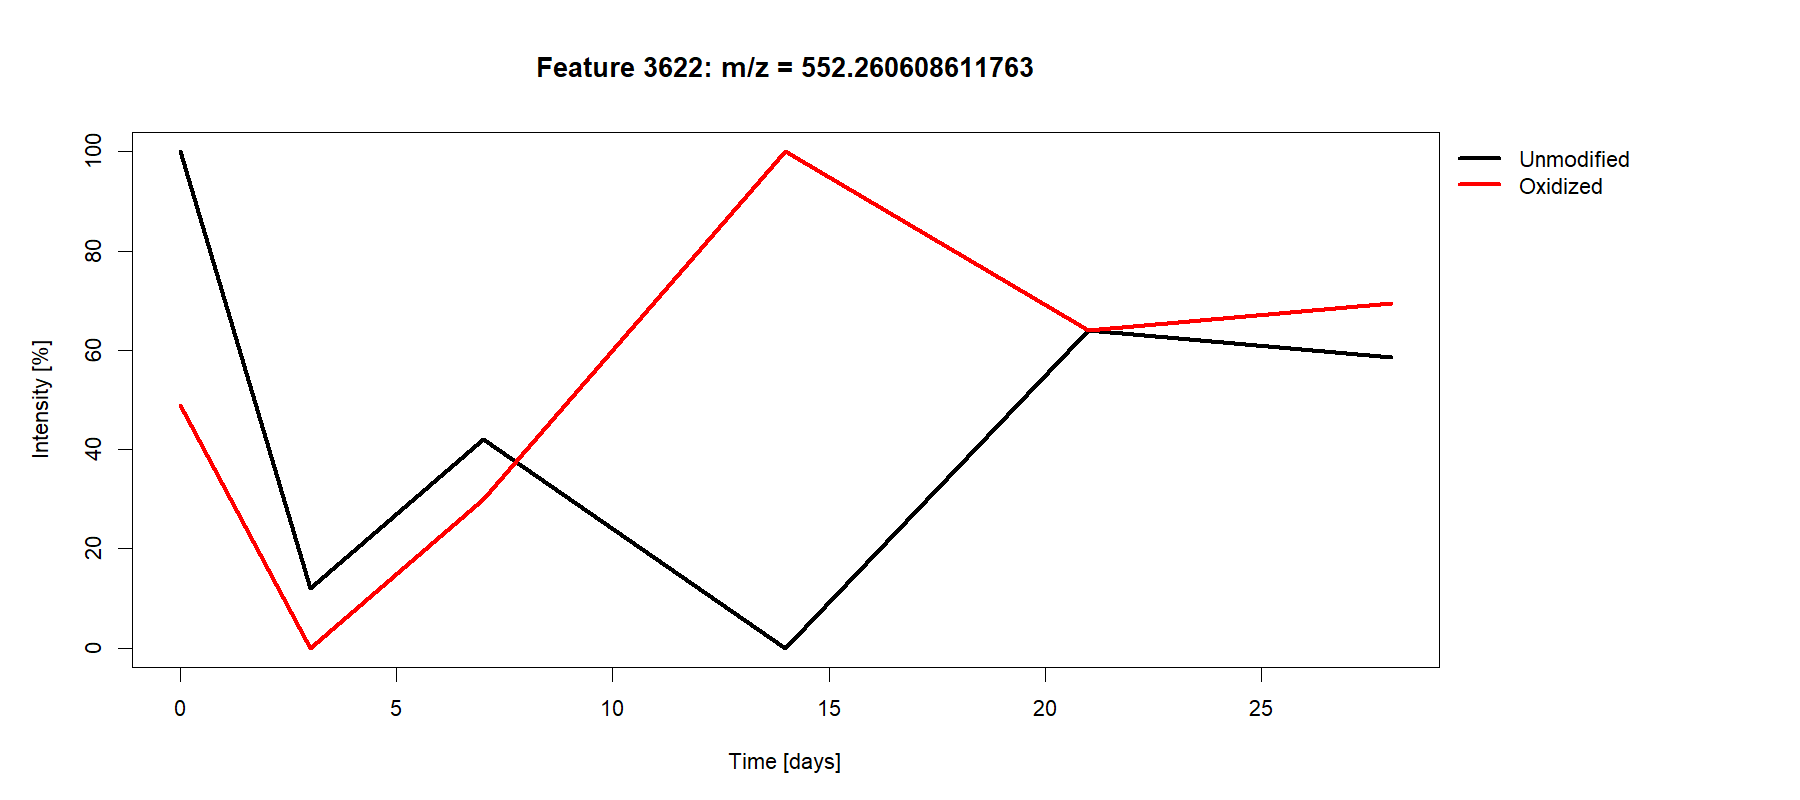 Feature 3622: m/z = 552.260608611763
Unmodified
Oxidized
Intensity [%]
100
80
60
40
20
0
0 5 10 15 20 25
Time [days]